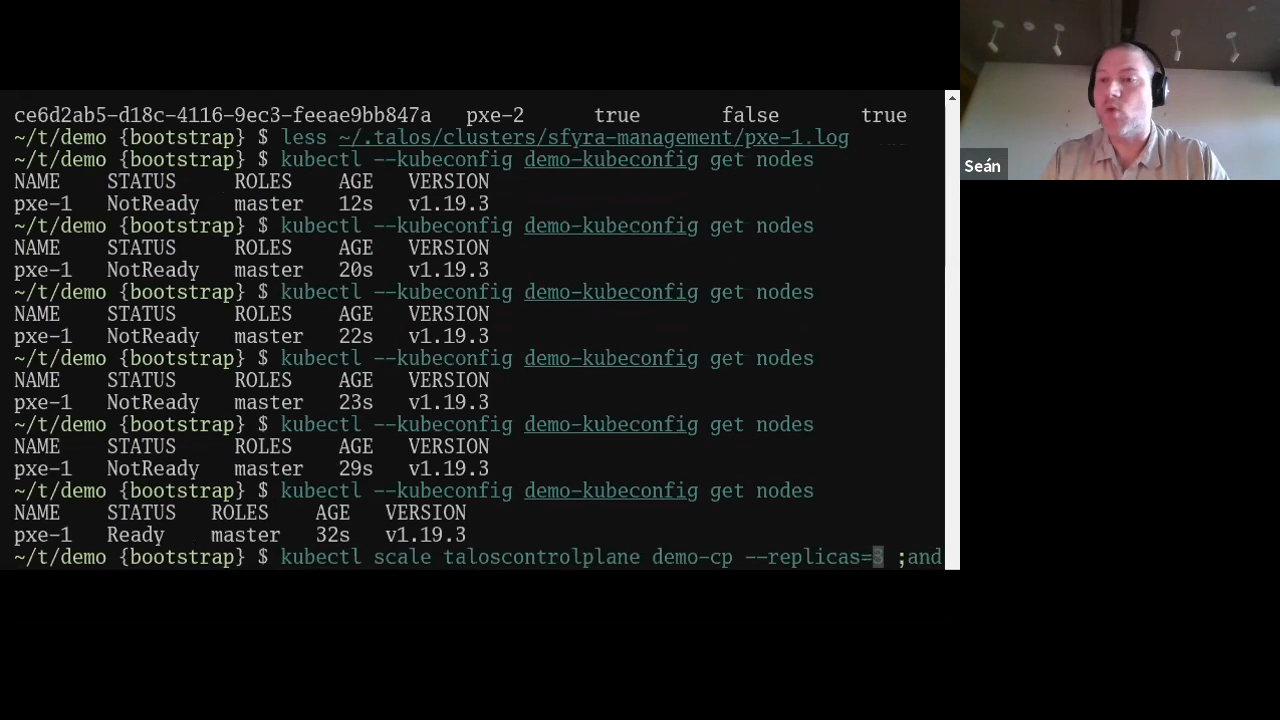 ce6d2ab5-d18c-4116-9ec3-feeae9bb847a pxe-2 true false true
~/t/demo {bootstrap} $ less ~/.talos/clusters/sfyra-management/pxe-1.log
~/t/demo {bootstrap} $ kubectl --kubeconfig demo-kubeconfig get nodes
NAME STATUS ROLES AGE VERSION
pxe-1 NotReady master 12s v1.19.3
~/t/demo {bootstrap} $ kubectl --kubeconfig demo-kubeconfig get nodes
NAME STATUS ROLES AGE VERSION
pxe-1 NotReady master 20s v1.19.3
~/t/demo {bootstrap} $ kubectl --kubeconfig demo-kubeconfig get nodes
NAME STATUS ROLES AGE VERSION
pxe-1 NotReady master 22s v1.19.3
~/t/demo {bootstrap} $ kubectl --kubeconfig demo-kubeconfig get nodes
NAME STATUS ROLES AGE VERSION
pxe-1 NotReady master 23s v1.19.3
~/t/demo {bootstrap} $ kubectl --kubeconfig demo-kubeconfig get nodes
NAME STATUS ROLES AGE VERSION
pxe-1 NotReady master 29s v1.19.3
~/t/demo {bootstrap} $ kubectl --kubeconfig demo-kubeconfig get nodes
NAME STATUS ROLES AGE VERSION
pxe-1 Ready master 32s v1.19.3
~/t/demo {bootstrap} $ kubectl scale taloscontrolplane demo-cp --replicas=3 ;and
Seán